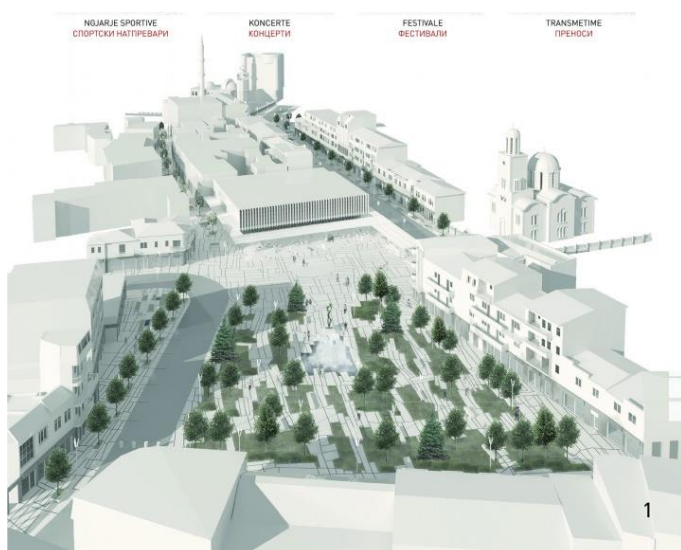 NGJARJE SPORTIVE
СПОРТСКИ НАТПРЕВАРИ
KONCERTE
КОНЦЕРТИ
FESTIVALE
ФЕСТИВАЛИ
TRANSMETIME
ПРЕНОСИ
1